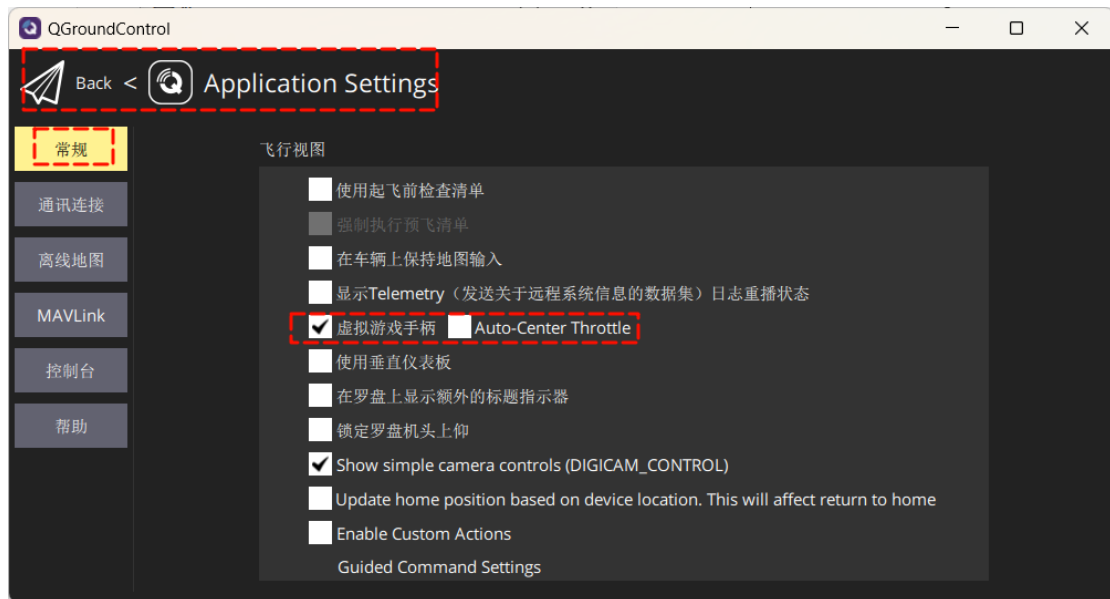 QGroundControl
Back < Application Settings
常规
通讯连接
离线地图
MAVLink
控制台
帮助
飞行视图
使用起飞前检查清单
强制执行预飞清单
在车辆上保持地图输入
显示Telemetry（发送关于远程系统信息的数据集）日志重播状态
虚拟游戏手柄 Auto-Center Throttle
使用垂直仪表板
在罗盘上显示额外的标题指示器
锁定罗盘机头上仰
Show simple camera controls (DIGICAM_CONTROL)
Update home position based on device location. This will affect return to home
Enable Custom Actions
Guided Command Settings